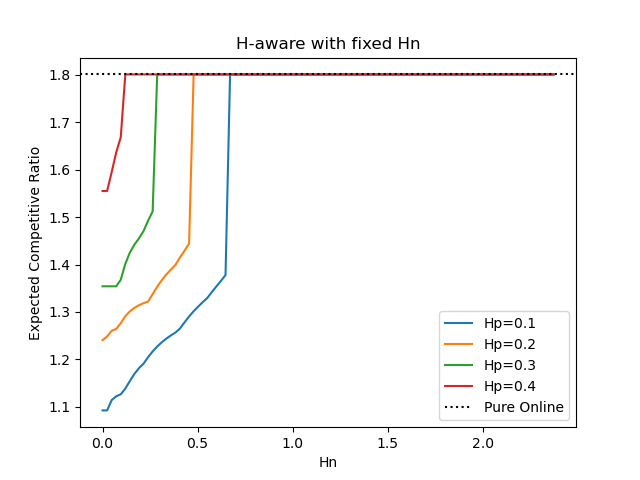 H-aware with fixed Hn
Expected Competitive Ratio
1.8
1.7
1.6
1.5
1.4
1.3
1.2
1.1
0.0 0.5 1.0 1.5 2.0
Hn
Hp=0.1
Hp=0.2
Hp=0.3
Hp=0.4
Pure Online